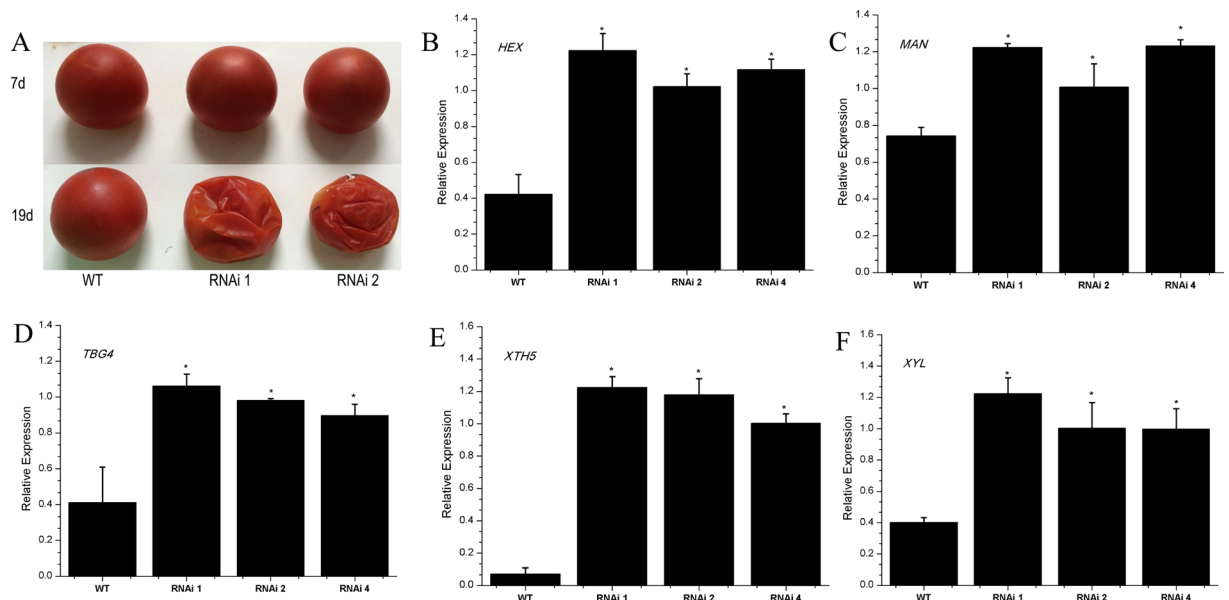 A
7d
19d
WT RNAi 1 RNAi 2
B
HEX
Relative Expression
1.4
1.2
1.0
0.8
0.6
0.4
0.2
0.0
WT RNAi 1 RNAi 2 RNAi 4
* * *
C
MAN
Relative Expression
1.4
1.2
1.0
0.8
0.6
0.4
0.2
0.0
WT RNAi 1 RNAi 2 RNAi 4
* * *
D
TBG4
Relative Expression
1.4
1.2
1.0
0.8
0.6
0.4
0.2
0.0
WT RNAi 1 RNAi 2 RNAi 4
* * *
E
XTH5
Relative Expression
1.6
1.4
1.2
1.0
0.8
0.6
0.4
0.2
0.0
WT RNAi 1 RNAi 2 RNAi 4
* * *
F
XYL
Relative Expression
1.6
1.4
1.2
1.0
0.8
0.6
0.4
0.2
0.0
WT RNAi 1 RNAi 2 RNAi 4
* * *